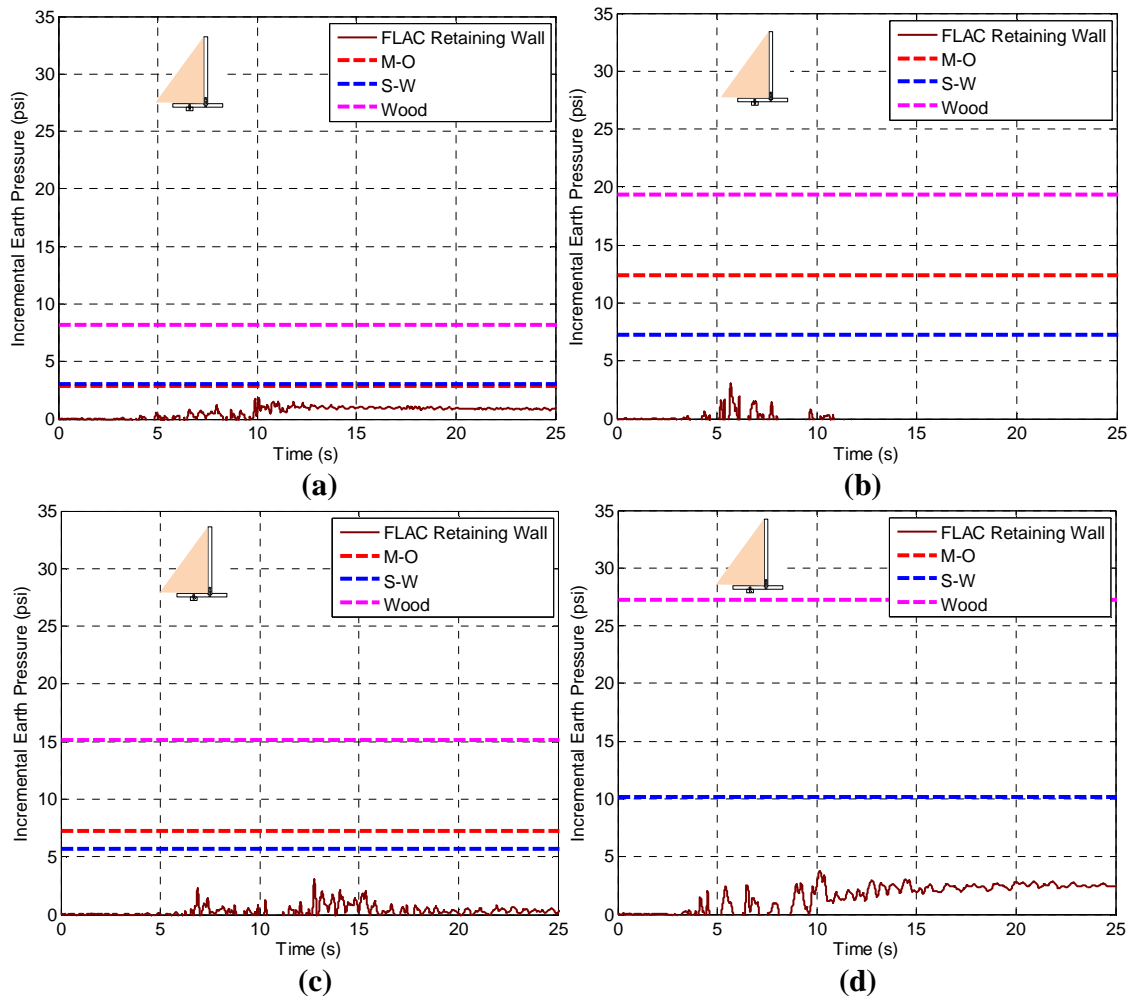 35
30
25
20
15
10
5
0
Incremental Earth Pressure (psi)
FLAC Retaining Wall
M-O
S-W
Wood
0 5 10 15 20 25
Time (s)
(a)
35
30
25
20
15
10
5
0
Incremental Earth Pressure (psi)
FLAC Retaining Wall
M-O
S-W
Wood
0 5 10 15 20 25
Time (s)
(b)
35
30
25
20
15
10
5
0
Incremental Earth Pressure (psi)
FLAC Retaining Wall
M-O
S-W
Wood
0 5 10 15 20 25
Time (s)
(c)
35
30
25
20
15
10
5
0
Incremental Earth Pressure (psi)
FLAC Retaining Wall
M-O
S-W
Wood
0 5 10 15 20 25
Time (s)
(d)